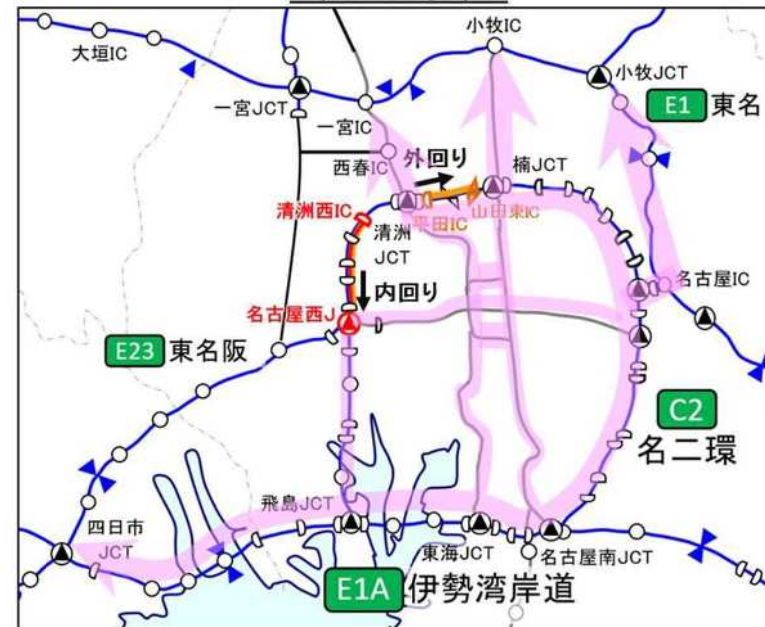 小牧IC
大垣IC
小牧JCT
一宮JCT
E1 東名
一宮IC
外回り
楠JCT
西春IC
清洲西IC
平田IC
山田東IC
清洲
JCT
名古屋IC
内回り
名古屋西J
E23 東名阪
C2
名二環
飛島JCT
四日市
JCT
東海JCT
名古屋南JCT
E1A 伊勢湾岸道